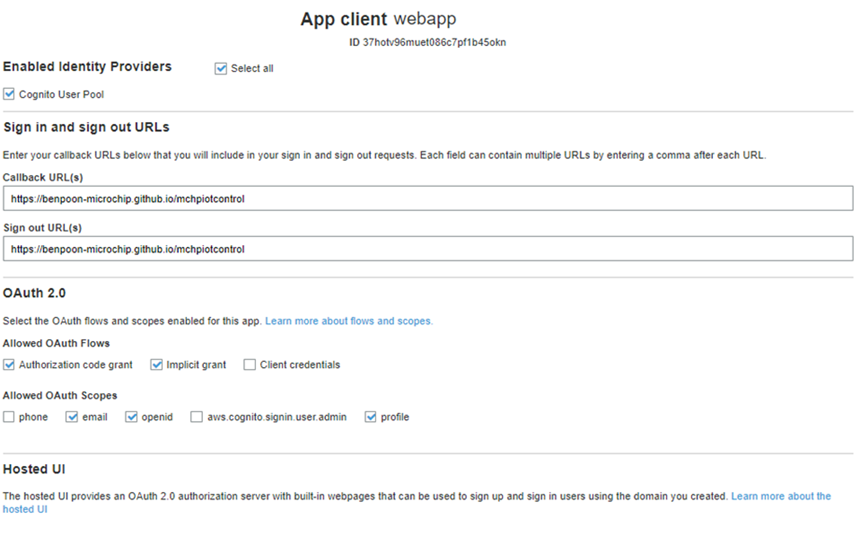 App client webapp
ID 37hotv96muet086c7pf1b45okn
Enabled Identity Providers Select all
Cognito User Pool
Sign in and sign out URLs
Enter your callback URLs below that you will include in your sign in and sign out requests. Each field can contain multiple URLs by entering a comma after each URL.
Callback URL(s)
https://benpoon-microchip.github.io/mchpiotcontrol
Sign out URL(s)
https://benpoon-microchip.github.io/mchpiotcontrol
OAuth 2.0
Select the OAuth flows and scopes enabled for this app. Learn more about flows and scopes.
Allowed OAuth Flows
Authorization code grant Implicit grant Client credentials
Allowed OAuth Scopes
phone email openid aws.cognito.signin.user.admin profile
Hosted UI
The hosted UI provides an OAuth 2.0 authorization server with built-in webpages that can be used to sign up and sign in users using the domain you created. Learn more about the
hosted UI